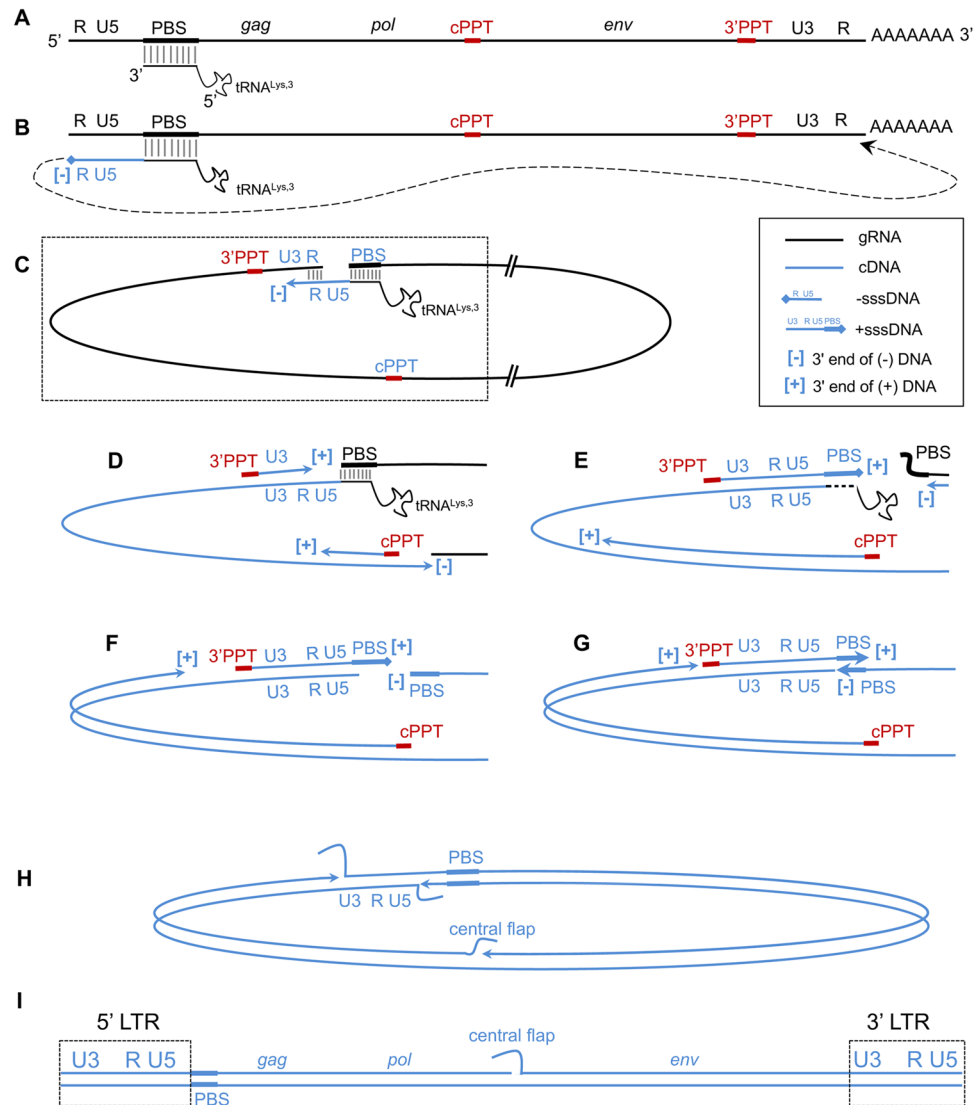 A
R U5 PBS gag pol cPPT env 3'PPT U3 R
5' AAAAAAA 3'
3'
5' tRNALys,3
B
R U5 PBS cPPT 3'PPT U3 R
AAAAAAA
[-] R U5
tRNALys,3
C
3'PPT U3 R PBS
[-] R U5
tRNALys,3
cPPT
gRNA
cDNA
R U5 -sssDNA
U3 R U5 PBS +sssDNA
[-] 3' end of (-) DNA
[+] 3' end of (+) DNA
D
3'PPT U3 [+] PBS
U3 R U5
tRNALys,3
[+] cPPT
[-]
E
3'PPT U3 R U5 PBS [+] PBS
U3 R U5 [-]
[+] cPPT
F
[+] 3'PPT U3 R U5 PBS [+]
U3 R U5 [-] PBS
cPPT
G
[+] 3'PPT U3 R U5 PBS [+]
U3 R U5 [-] PBS
cPPT
H
PBS
U3 R U5
central flap
I
5' LTR 3' LTR
central flap
U3 R U5 gag pol env U3 R U5
PBS